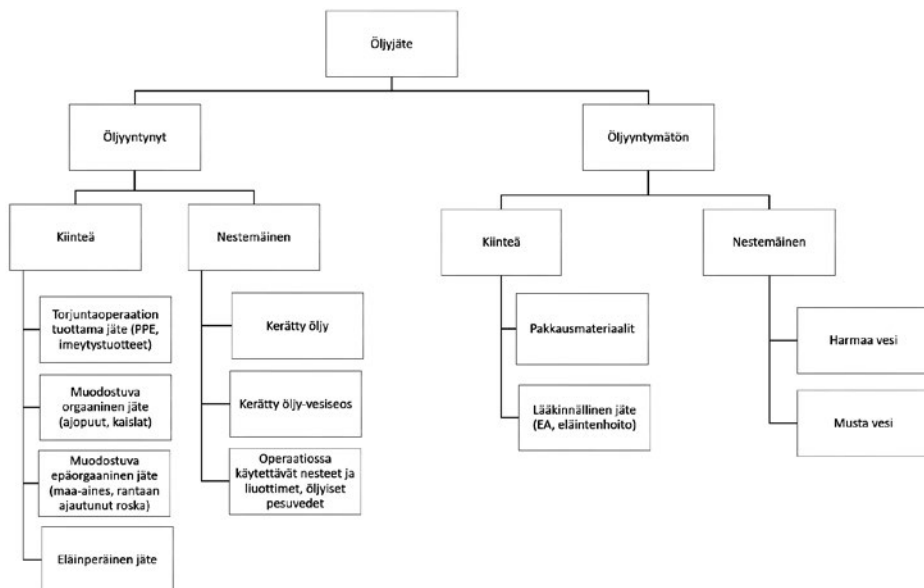 Öljyjäte
Öljyyntynyt
Öljyyntymätön
Kiinteä
Nestemäinen
Kiinteä
Nestemäinen
Torjuntaoperaation
tuottama jäte (PPE,
imeytystuotteet)
Muodostuva
orgaaninen jäte
(ajopuut, kaislat)
Muodostuva
epäorgaaninen jäte
(maa-aines, rantaan
ajautunut roska)
Eläinperäinen jäte
Kerätty öljy
Kerätty öljy-vesiseos
Operaatiossa
käytettävät nesteet ja
liuottimet, öljyiset
pesuvedet
Pakkausmateriaalit
Lääkinnällinen jäte
(EA, eläintenhoito)
Harmaa vesi
Musta vesi